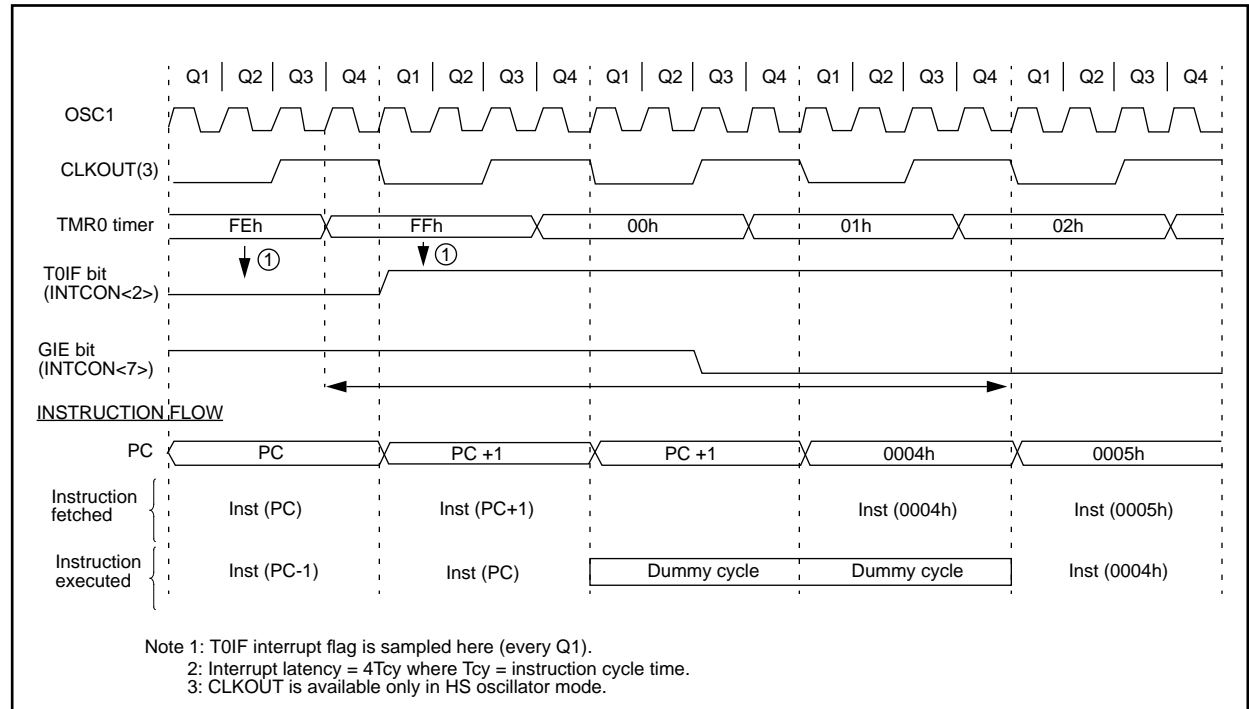 Q1 Q2 Q3 Q4 Q1 Q2 Q3 Q4 Q1 Q2 Q3 Q4 Q1 Q2 Q3 Q4 Q1 Q2 Q3 Q4
OSC1
CLKOUT(3)
TMR0 timer FEh FFh 00h 01h 02h
1 1
T0IF bit
(INTCON<2>)
GIE bit
(INTCON<7>)
INSTRUCTION FLOW
PC PC PC +1 PC +1 0004h 0005h
Instruction
fetched
Inst (PC) Inst (PC+1) Inst (0004h) Inst (0005h)
Instruction
executed
Inst (PC-1) Inst (PC) Dummy cycle Dummy cycle Inst (0004h)
Note 1: T0IF interrupt flag is sampled here (every Q1).
2: Interrupt latency = 4Tcy where Tcy = instruction cycle time.
3: CLKOUT is available only in HS oscillator mode.